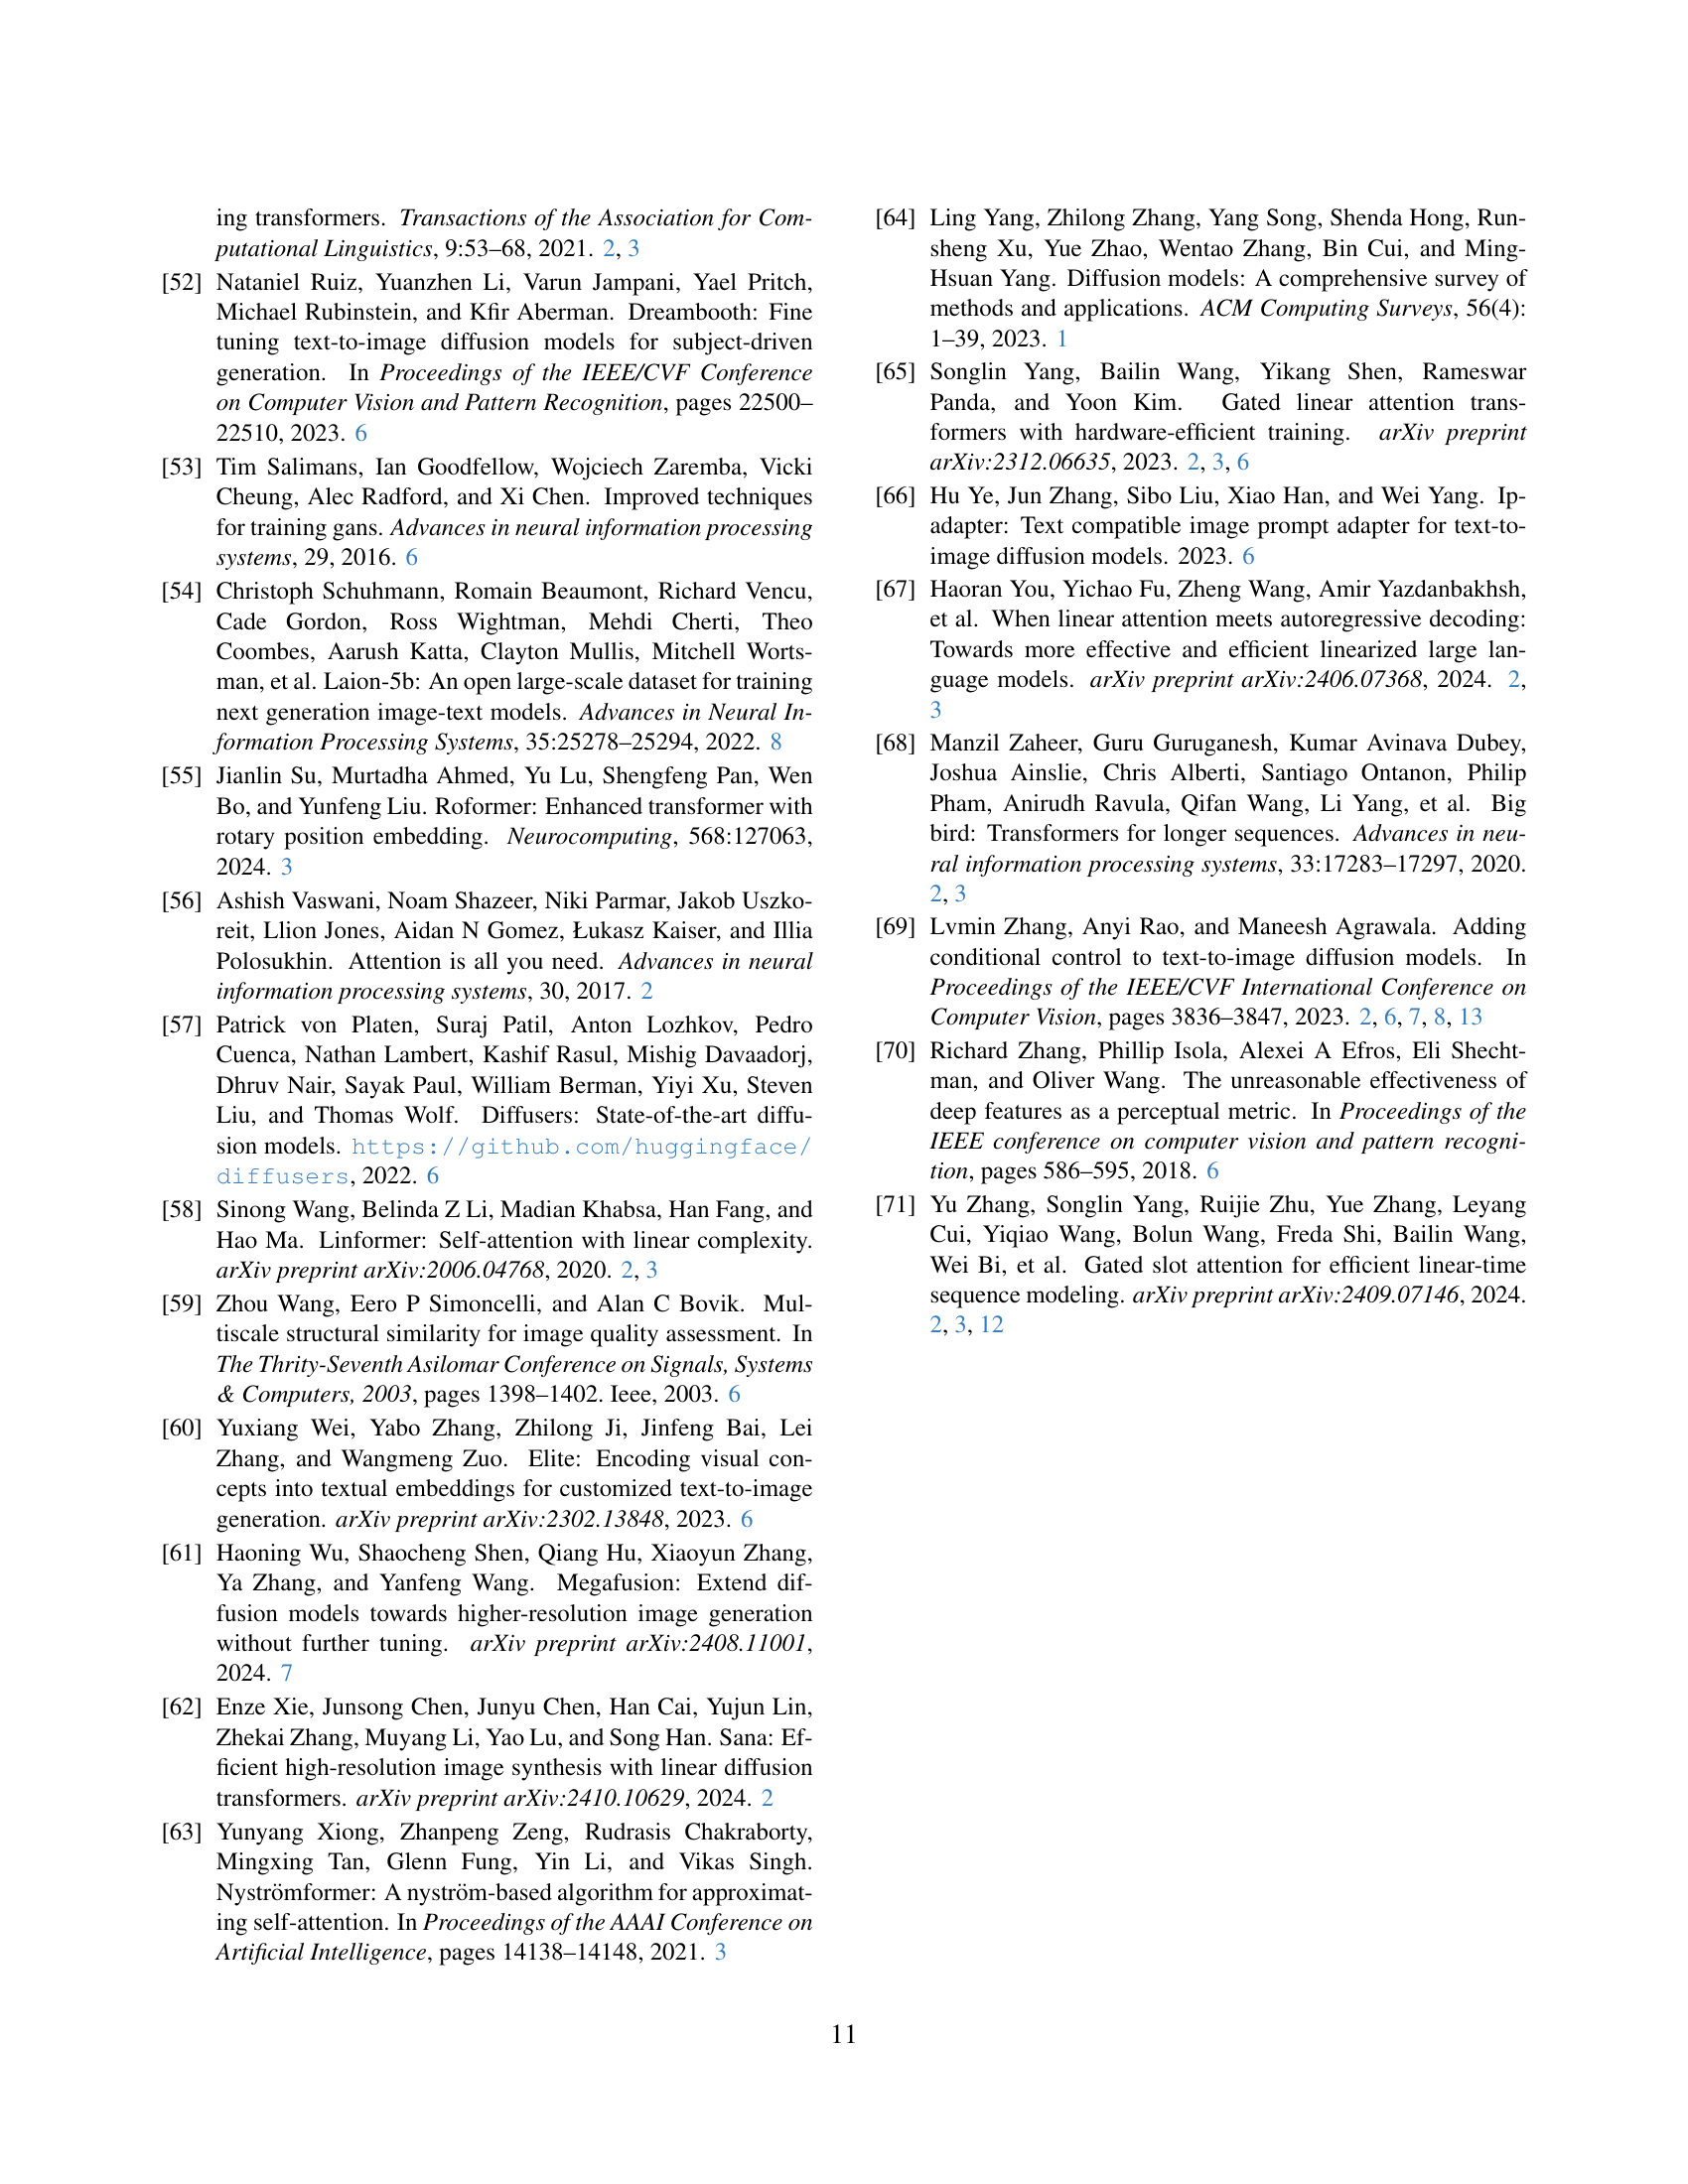 ing transformers. Transactions of the Association for Com-
putational Linguistics, 9:53–68, 2021. 2, 3
[52] Nataniel Ruiz, Yuanzhen Li, Varun Jampani, Yael Pritch,
Michael Rubinstein, and Kfir Aberman. Dreambooth: Fine
tuning text-to-image diffusion models for subject-driven
generation. In Proceedings of the IEEE/CVF Conference
on Computer Vision and Pattern Recognition, pages 22500–
22510, 2023. 6
[53] Tim Salimans, Ian Goodfellow, Wojciech Zaremba, Vicki
Cheung, Alec Radford, and Xi Chen. Improved techniques
for training gans. Advances in neural information processing
systems, 29, 2016. 6
[54] Christoph Schuhmann, Romain Beaumont, Richard Vencu,
Cade Gordon, Ross Wightman, Mehdi Cherti, Theo
Coombes, Aarush Katta, Clayton Mullis, Mitchell Worts-
man, et al. Laion-5b: An open large-scale dataset for training
next generation image-text models. Advances in Neural In-
formation Processing Systems, 35:25278–25294, 2022. 8
[55] Jianlin Su, Murtadha Ahmed, Yu Lu, Shengfeng Pan, Wen
Bo, and Yunfeng Liu. Roformer: Enhanced transformer with
rotary position embedding. Neurocomputing, 568:127063,
2024. 3
[56] Ashish Vaswani, Noam Shazeer, Niki Parmar, Jakob Uszko-
reit, Llion Jones, Aidan N Gomez, Łukasz Kaiser, and Illia
Polosukhin. Attention is all you need. Advances in neural
information processing systems, 30, 2017. 2
[57] Patrick von Platen, Suraj Patil, Anton Lozhkov, Pedro
Cuenca, Nathan Lambert, Kashif Rasul, Mishig Davaadorj,
Dhruv Nair, Sayak Paul, William Berman, Yiyi Xu, Steven
Liu, and Thomas Wolf. Diffusers: State-of-the-art diffu-
sion models. https://github.com/huggingface/
diffusers, 2022. 6
[58] Sinong Wang, Belinda Z Li, Madian Khabsa, Han Fang, and
Hao Ma. Linformer: Self-attention with linear complexity.
arXiv preprint arXiv:2006.04768, 2020. 2, 3
[59] Zhou Wang, Eero P Simoncelli, and Alan C Bovik. Mul-
tiscale structural similarity for image quality assessment. In
The Thrity-Seventh Asilomar Conference on Signals, Systems
& Computers, 2003, pages 1398–1402. Ieee, 2003. 6
[60] Yuxiang Wei, Yabo Zhang, Zhilong Ji, Jinfeng Bai, Lei
Zhang, and Wangmeng Zuo. Elite: Encoding visual con-
cepts into textual embeddings for customized text-to-image
generation. arXiv preprint arXiv:2302.13848, 2023. 6
[61] Haoning Wu, Shaocheng Shen, Qiang Hu, Xiaoyun Zhang,
Ya Zhang, and Yanfeng Wang. Megafusion: Extend dif-
fusion models towards higher-resolution image generation
without further tuning. arXiv preprint arXiv:2408.11001,
2024. 7
[62] Enze Xie, Junsong Chen, Junyu Chen, Han Cai, Yujun Lin,
Zhekai Zhang, Muyang Li, Yao Lu, and Song Han. Sana: Ef-
ficient high-resolution image synthesis with linear diffusion
transformers. arXiv preprint arXiv:2410.10629, 2024. 2
[63] Yunyang Xiong, Zhanpeng Zeng, Rudrasis Chakraborty,
Mingxing Tan, Glenn Fung, Yin Li, and Vikas Singh.
Nyströmformer: A nyström-based algorithm for approximat-
ing self-attention. In Proceedings of the AAAI Conference on
Artificial Intelligence, pages 14138–14148, 2021. 3
[64] Ling Yang, Zhilong Zhang, Yang Song, Shenda Hong, Run-
sheng Xu, Yue Zhao, Wentao Zhang, Bin Cui, and Ming-
Hsuan Yang. Diffusion models: A comprehensive survey of
methods and applications. ACM Computing Surveys, 56(4):
1–39, 2023. 1
[65] Songlin Yang, Bailin Wang, Yikang Shen, Rameswar
Panda, and Yoon Kim. Gated linear attention trans-
formers with hardware-efficient training. arXiv preprint
arXiv:2312.06635, 2023. 2, 3, 6
[66] Hu Ye, Jun Zhang, Sibo Liu, Xiao Han, and Wei Yang. Ip-
adapter: Text compatible image prompt adapter for text-to-
image diffusion models. 2023. 6
[67] Haoran You, Yichao Fu, Zheng Wang, Amir Yazdanbakhsh,
et al. When linear attention meets autoregressive decoding:
Towards more effective and efficient linearized large lan-
guage models. arXiv preprint arXiv:2406.07368, 2024. 2,
3
[68] Manzil Zaheer, Guru Guruganesh, Kumar Avinava Dubey,
Joshua Ainslie, Chris Alberti, Santiago Ontanon, Philip
Pham, Anirudh Ravula, Qifan Wang, Li Yang, et al. Big
bird: Transformers for longer sequences. Advances in neu-
ral information processing systems, 33:17283–17297, 2020.
2, 3
[69] Lvmin Zhang, Anyi Rao, and Maneesh Agrawala. Adding
conditional control to text-to-image diffusion models. In
Proceedings of the IEEE/CVF International Conference on
Computer Vision, pages 3836–3847, 2023. 2, 6, 7, 8, 13
[70] Richard Zhang, Phillip Isola, Alexei A Efros, Eli Shecht-
man, and Oliver Wang. The unreasonable effectiveness of
deep features as a perceptual metric. In Proceedings of the
IEEE conference on computer vision and pattern recogni-
tion, pages 586–595, 2018. 6
[71] Yu Zhang, Songlin Yang, Ruijie Zhu, Yue Zhang, Leyang
Cui, Yiqiao Wang, Bolun Wang, Freda Shi, Bailin Wang,
Wei Bi, et al. Gated slot attention for efficient linear-time
sequence modeling. arXiv preprint arXiv:2409.07146, 2024.
2, 3, 12
11